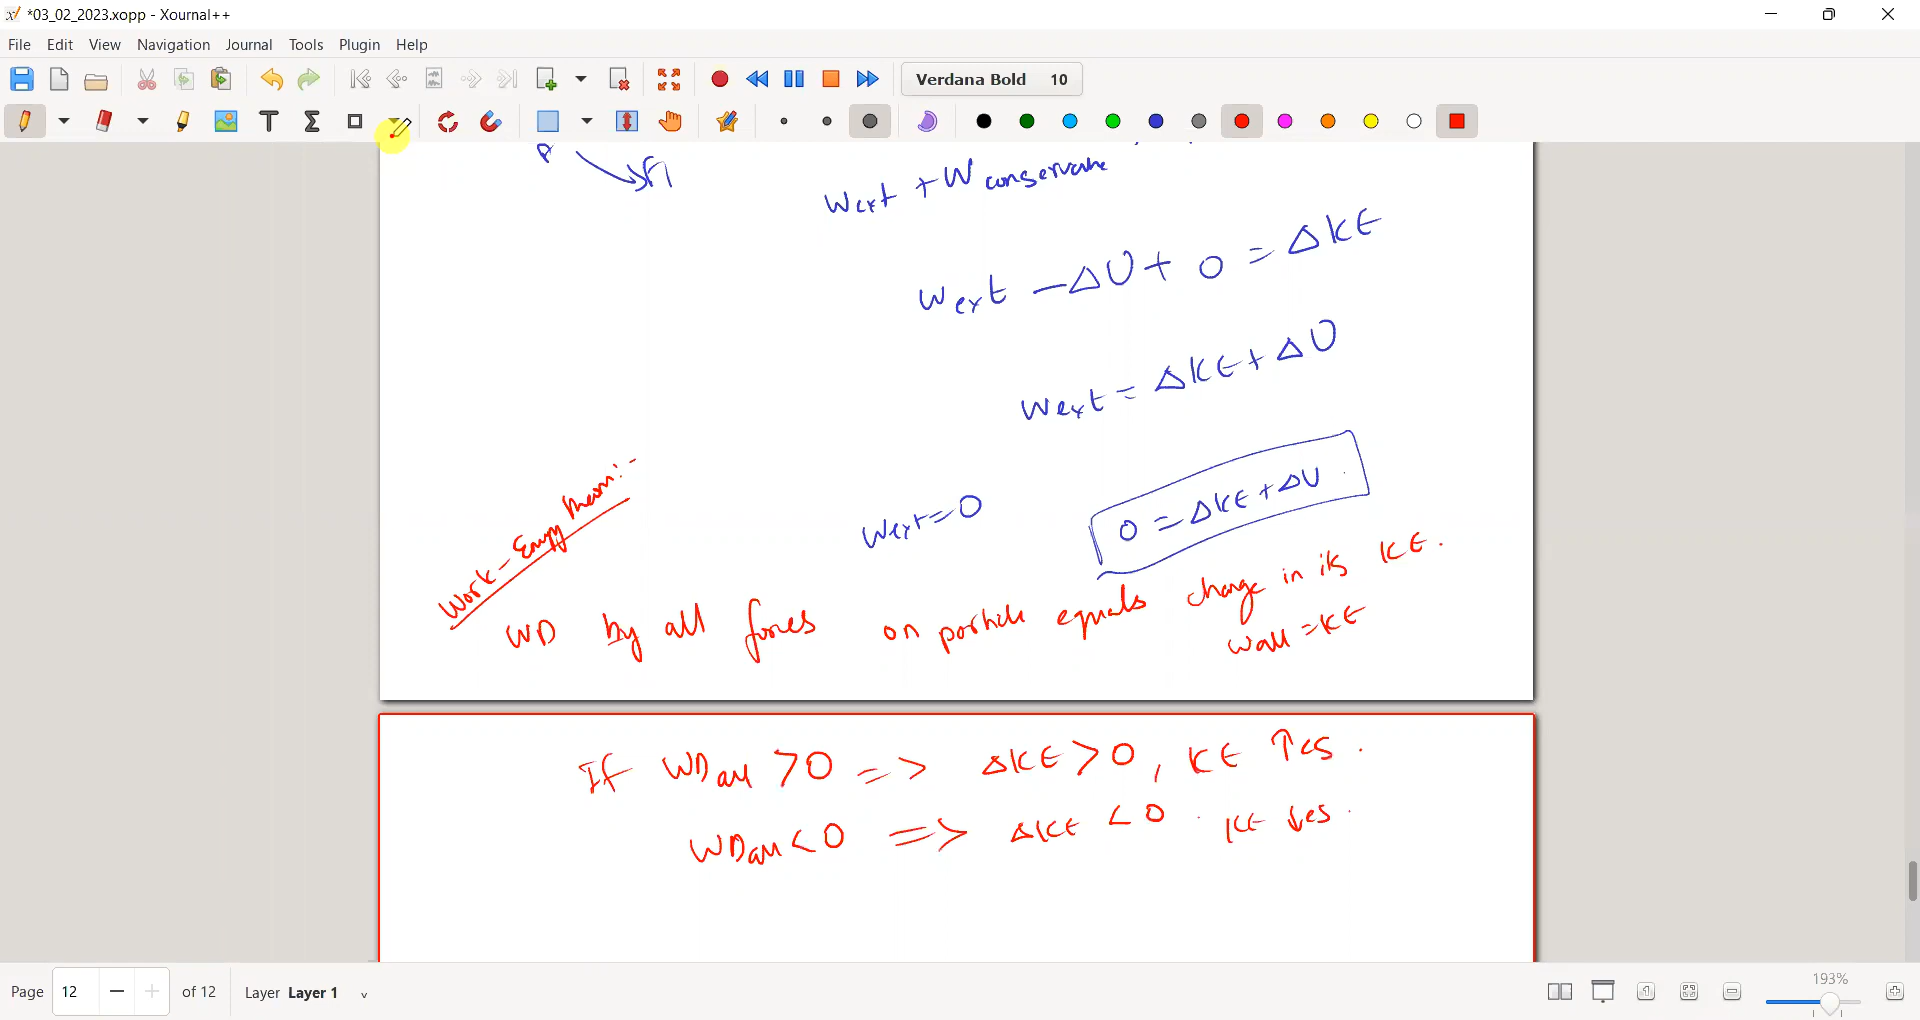 *03_02_2023.xopp - Xournal++
File Edit View Navigation Journal Tools Plugin Help
Verdana Bold 10
Wext + Wconservative
Wext - ΔU + 0 = ΔKE
Wext = ΔKE + ΔU
Wext = 0
0 = ΔKE + ΔU
Work - Energy theorem:-
WD by all forces on particle equals change in its KE.
Wall = KE
If WDall > 0 => ΔKE > 0, KE ↑es.
WDall < 0 => ΔKE < 0. KE ↓es.
Page 12 of 12 Layer Layer 1 193%